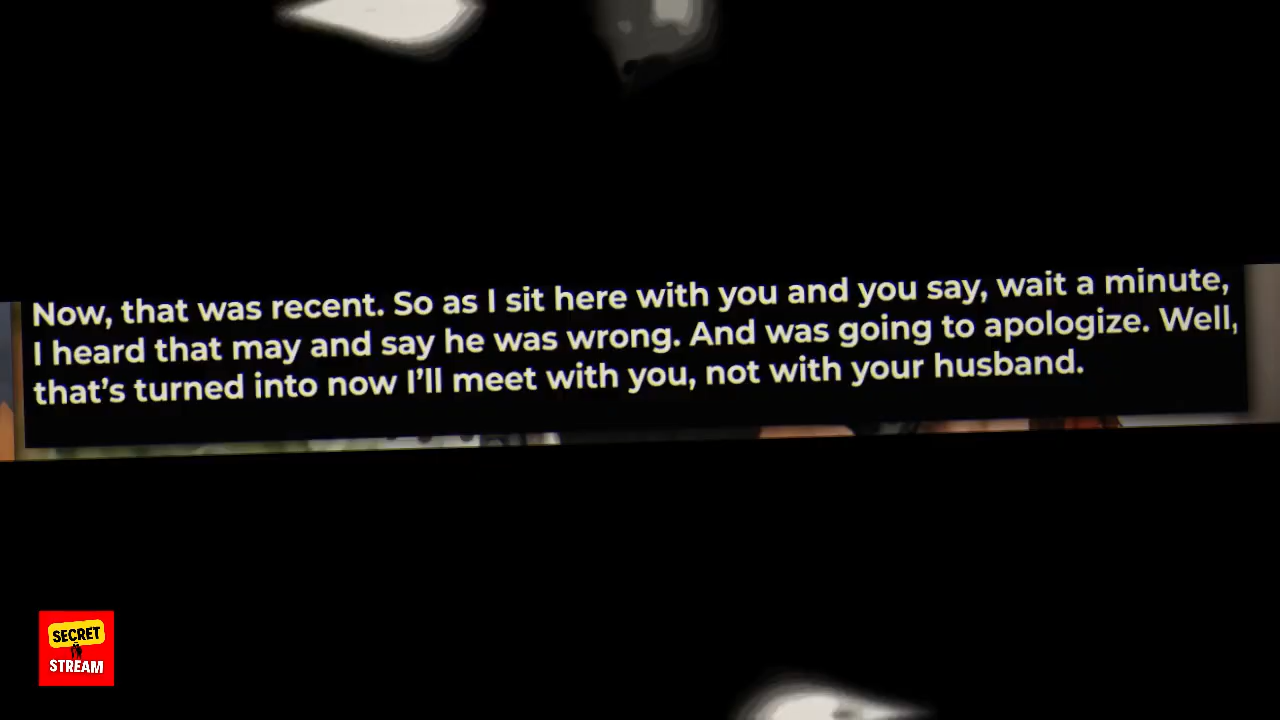 Now, that was recent. So as I sit here with you and you say, wait a minute,
I heard that may and say he was wrong. And was going to apologize. Well,
that’s turned into now I’ll meet with you, not with your husband.
SECRET
STREAM